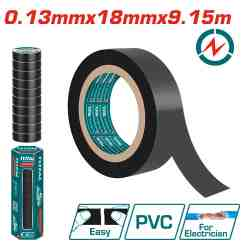 0.13mmx18mmx9.15m
TOTAL
Easy
PVC
For
Electrician